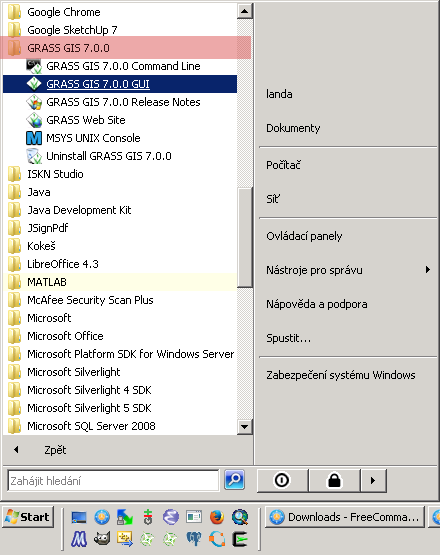 Google Chrome
Google SketchUp 7
GRASS GIS 7.0.0
GRASS GIS 7.0.0 Command Line
GRASS GIS 7.0.0 GUI
GRASS GIS 7.0.0 Release Notes
GRASS Web Site
MSYS UNIX Console
Uninstall GRASS GIS 7.0.0
ISKN Studio
Java
Java Development Kit
JSignPdf
Kokeš
LibreOffice 4.3
MATLAB
McAfee Security Scan Plus
Microsoft
Microsoft Office
Microsoft Platform SDK for Windows Server
Microsoft Silverlight
Microsoft Silverlight 4 SDK
Microsoft Silverlight 5 SDK
Microsoft SQL Server 2008
Zpět
Zahájit hledání
landa
Dokumenty
Počítač
Síť
Ovládací panely
Nástroje pro správu
Nápověda a podpora
Spustit...
Zabezpečení systému Windows
Start
Downloads - FreeComma...